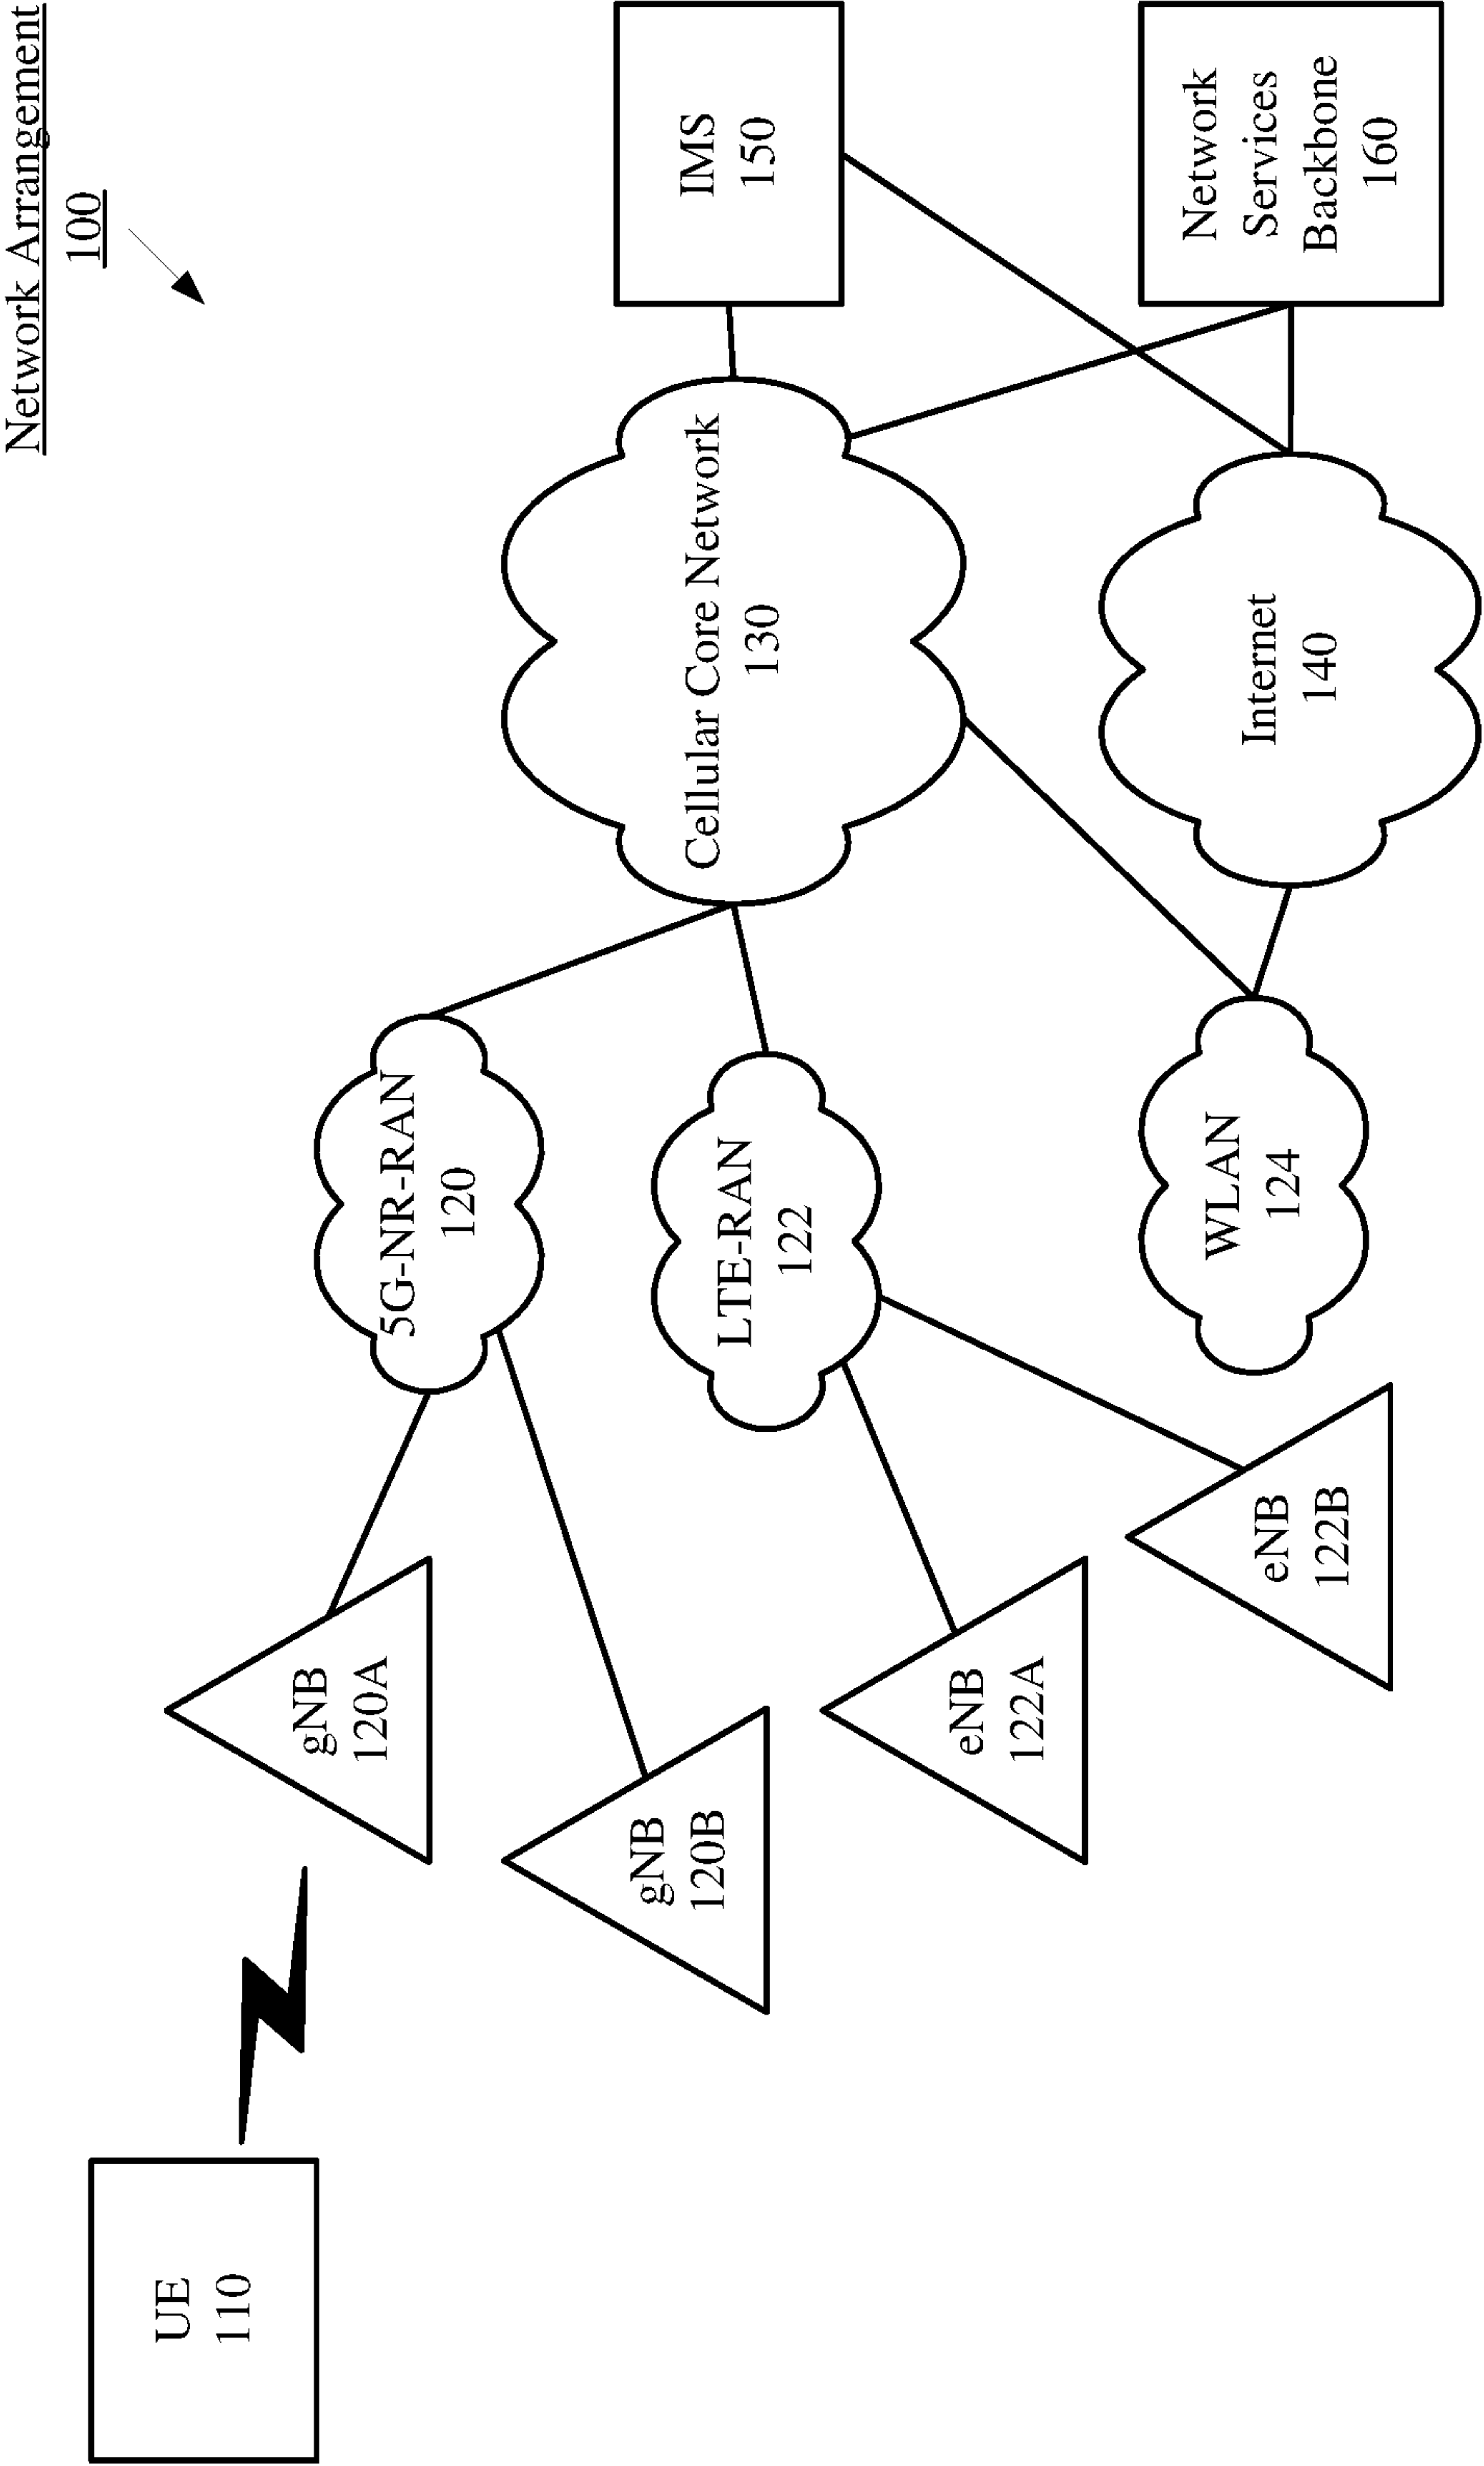 Network Arrangement
100
UE
110
gNB
120A
gNB
120B
eNB
122A
eNB
122B
5G-NR-RAN
120
LTE-RAN
122
WLAN
124
Cellular Core Network
130
Internet
140
IMS
150
Network
Services
Backbone
160